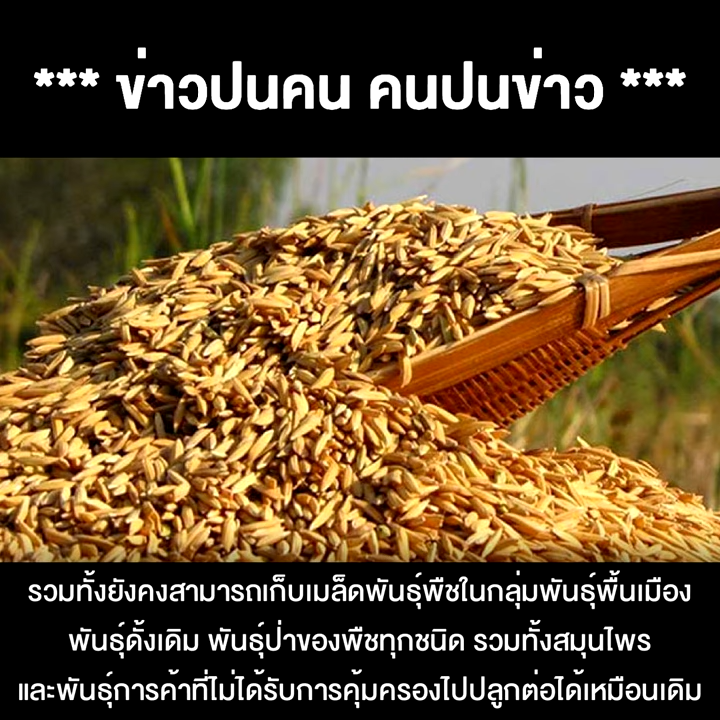 *** ข่าวปนคน คนปนข่าว ***
รวมทั้งยังคงสามารถเก็บเมล็ดพันธุ์พืชในกลุ่มพันธุ์พื้นเมือง
พันธุ์ดั้งเดิม พันธุ์ป่าของพืชทุกชนิด รวมทั้งสมุนไพร
และพันธุ์การค้าที่ไม่ได้รับการคุ้มครองไปปลูกต่อได้เหมือนเดิม